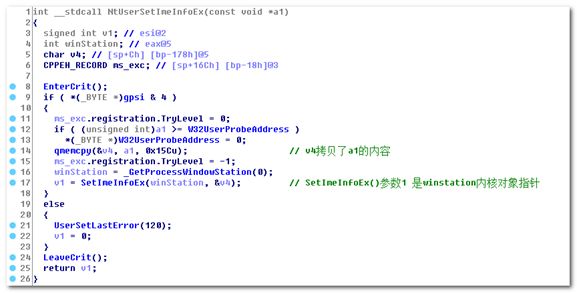 1 int __stdcall NtUserSetImeInfoEx(const void *a1)
2 {
3 signed int v1; // esi@2
4 int winStation; // eax@5
5 char v4; // [sp+Ch] [bp-178h]@5
6 CPPEH_RECORD ms_exc; // [sp+16Ch] [bp-18h]@3
7
8 EnterCrit();
9 if ( *(_BYTE *)gpsi & 4 )
10 {
11 ms_exc.registration.TryLevel = 0;
12 if ( (unsigned int)a1 >= W32UserProbeAddress )
13 *(_BYTE *)W32UserProbeAddress = 0;
14 qmemcpy(&v4, a1, 0x15Cu); // v4拷贝了a1的内容
15 ms_exc.registration.TryLevel = -1;
16 winStation = _GetProcessWindowStation(0);
17 v1 = SetImeInfoEx(winStation, &v4); // SetImeInfoEx()参数1 是winstation内核对象指针
18 }
19 else
20 {
21 UserSetLastError(120);
22 v1 = 0;
23 }
24 LeaveCrit();
25 return v1;
26 }